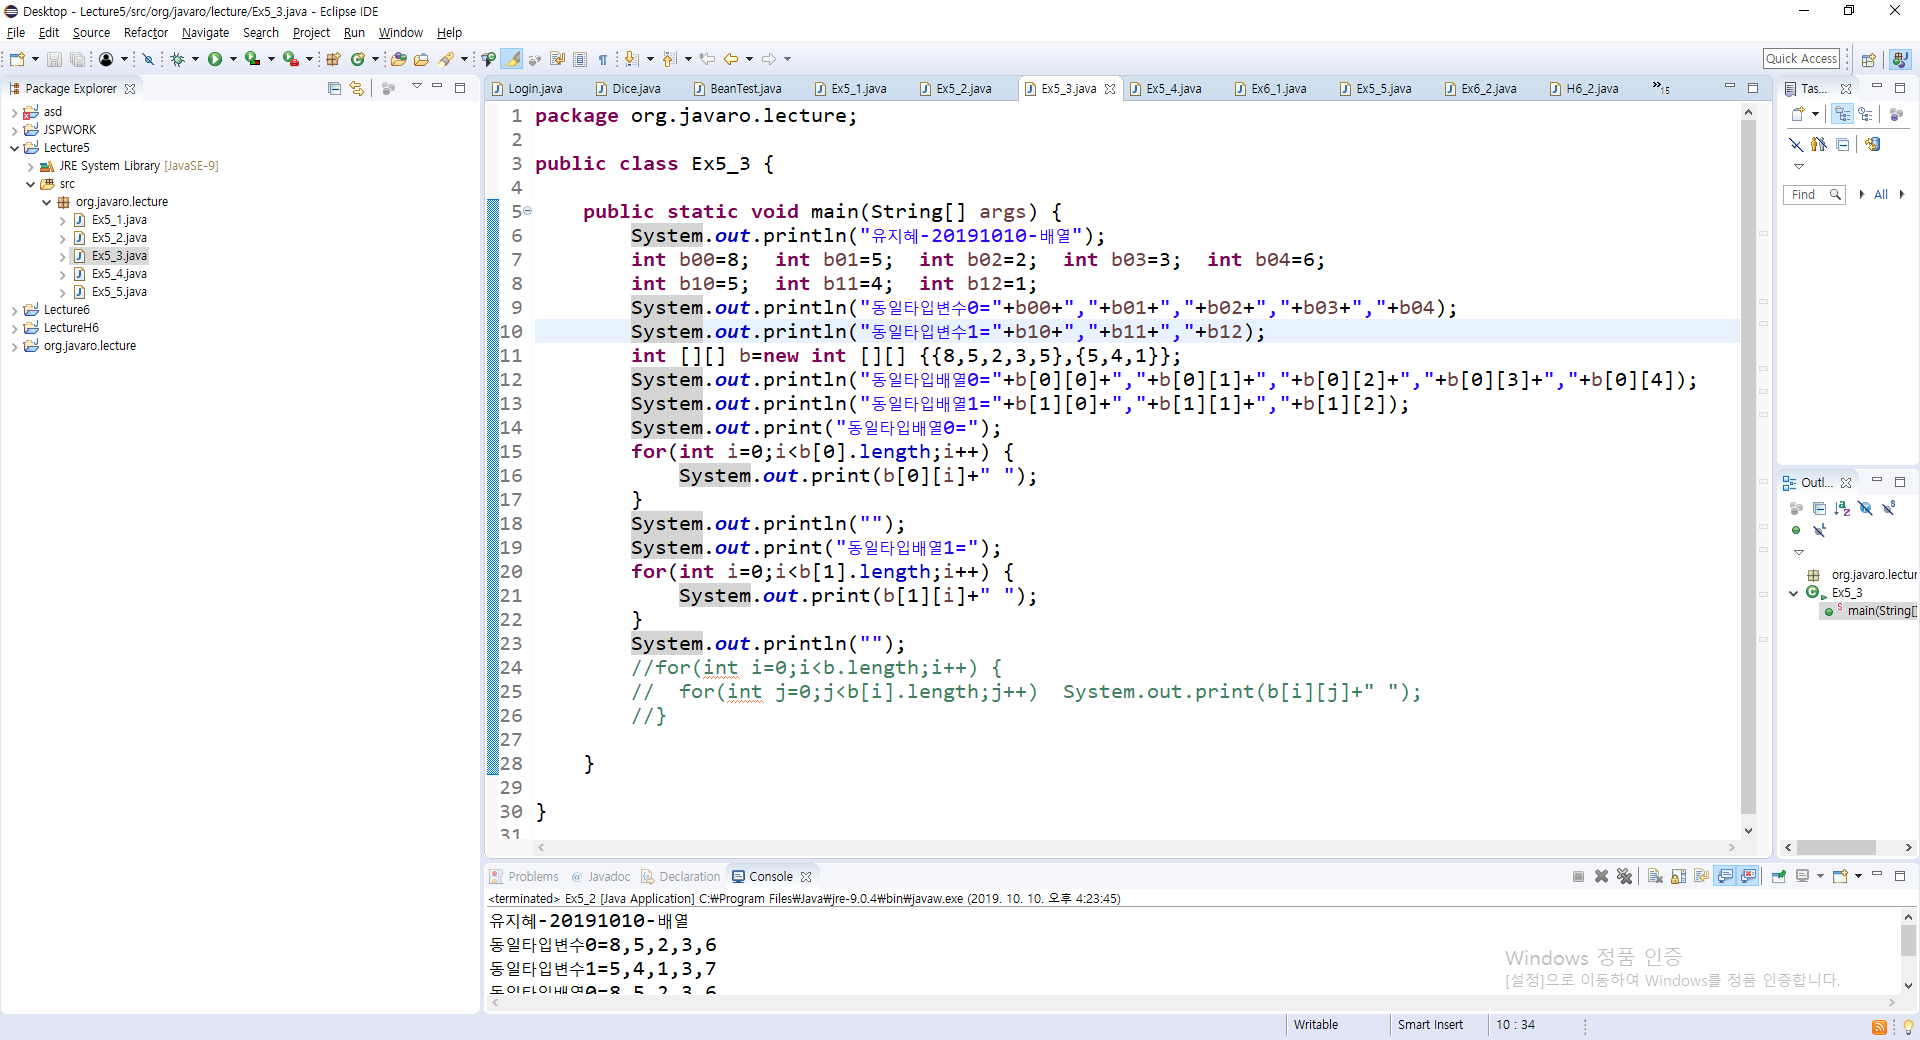 Desktop - Lecture5/src/org/javaro/lecture/Ex5_3.java - Eclipse IDE
File Edit Source Refactor Navigate Search Project Run Window Help
Quick Access
Package Explorer
asd
JSPWORK
Lecture5
JRE System Library [JavaSE-9]
src
org.javaro.lecture
Ex5_1.java
Ex5_2.java
Ex5_3.java
Ex5_4.java
Ex5_5.java
Lecture6
LectureH6
org.javaro.lecture
Login.java Dice.java BeanTest.java Ex5_1.java Ex5_2.java Ex5_3.java Ex5_4.java Ex6_1.java Ex5_5.java Ex6_2.java H6_2.java »15
1 package org.javaro.lecture;
2
3 public class Ex5_3 {
4
5     public static void main(String[] args) {
6         System.out.println("유지혜-20191010-배열");
7         int b00=8;  int b01=5;  int b02=2;  int b03=3;  int b04=6;
8         int b10=5;  int b11=4;  int b12=1;
9         System.out.println("동일타입변수0="+b00+","+b01+","+b02+","+b03+","+b04);
10         System.out.println("동일타입변수1="+b10+","+b11+","+b12);
11         int [][] b=new int [][] {{8,5,2,3,5},{5,4,1}};
12         System.out.println("동일타입배열0="+b[0][0]+","+b[0][1]+","+b[0][2]+","+b[0][3]+","+b[0][4]);
13         System.out.println("동일타입배열1="+b[1][0]+","+b[1][1]+","+b[1][2]);
14         System.out.print("동일타입배열0=");
15         for(int i=0;i<b[0].length;i++) {
16             System.out.print(b[0][i]+" ");
17         }
18         System.out.println("");
19         System.out.print("동일타입배열1=");
20         for(int i=0;i<b[1].length;i++) {
21             System.out.print(b[1][i]+" ");
22         }
23         System.out.println("");
24         //for(int i=0;i<b.length;i++) {
25         //  for(int j=0;j<b[i].length;j++)  System.out.print(b[i][j]+" ");
26         //}
27
28     }
29
30 }
31
Tas...
Find All
Outl...
org.javaro.lectur
Ex5_3
main(String[]
Problems Javadoc Declaration Console
<terminated> Ex5_2 [Java Application] C:₩Program Files₩Java₩jre-9.0.4₩bin₩javaw.exe (2019. 10. 10. 오후 4:23:45)
유지혜-20191010-배열
동일타입변수0=8,5,2,3,6
동일타입변수1=5,4,1,3,7
동일타입배열0=8,5,2,3,6
Windows 정품 인증
[설정]으로 이동하여 Windows를 정품 인증합니다.
Writable Smart Insert 10 : 34